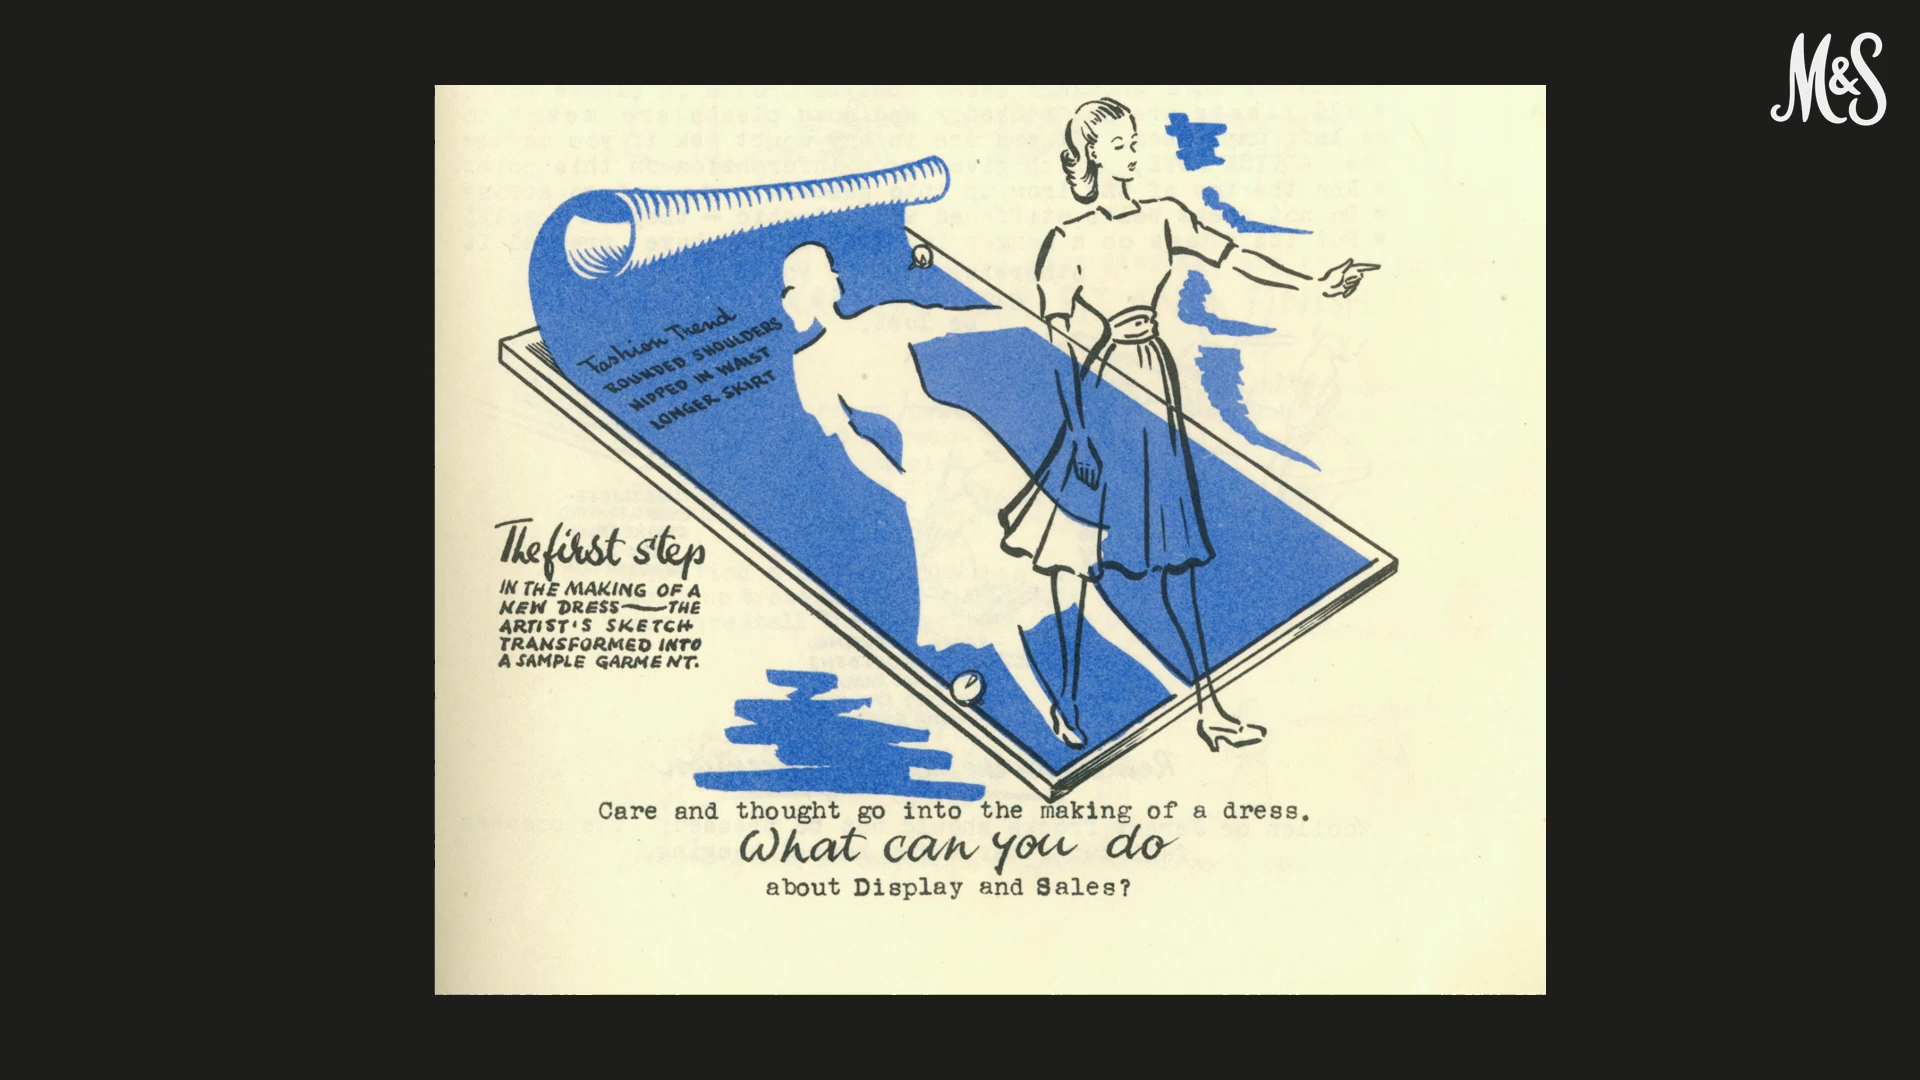 M&S
Fashion Trend
ROUNDED SHOULDERS
NIPPED IN WAIST
LONGER SKIRT
The first step
IN THE MAKING OF A
NEW DRESS—THE
ARTIST'S SKETCH
TRANSFORMED INTO
A SAMPLE GARMENT.
Care and thought go into the making of a dress.
What can you do
about Display and Sales?